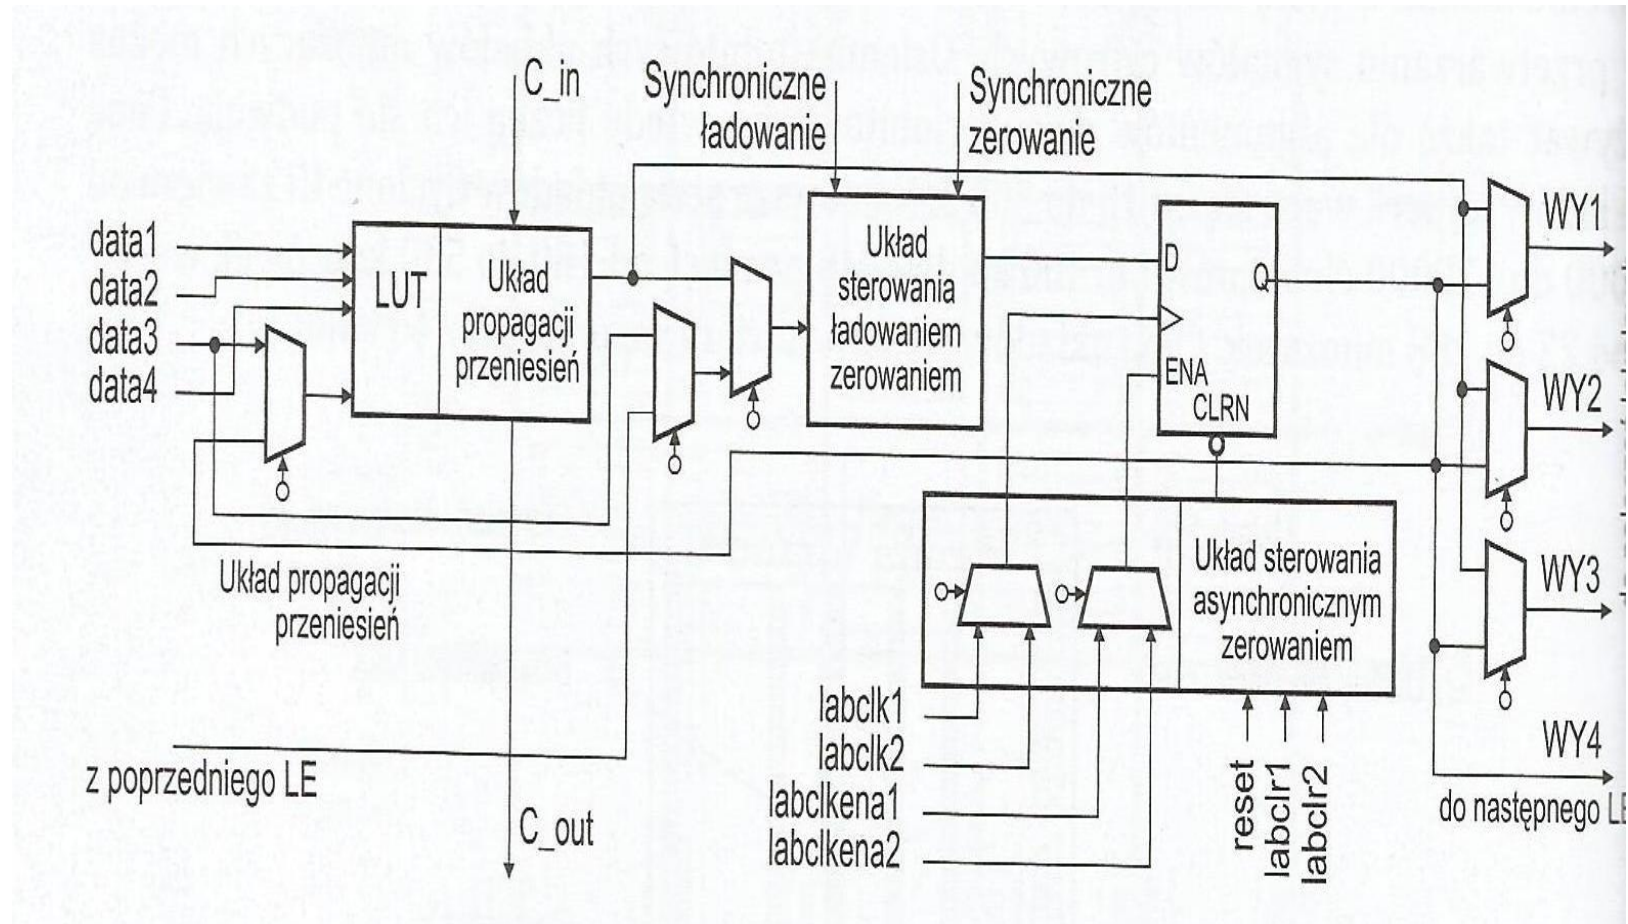 C_in
Synchroniczne
ładowanie
Synchroniczne
zerowanie
data1
data2
data3
data4
LUT
Układ
propagacji
przeniesień
Układ
sterowania
ładowaniem
zerowaniem
D
Q
ENA
CLRN
WY1
WY2
WY3
WY4
do następnego LE
Układ propagacji
przeniesień
Układ sterowania
asynchronicznym
zerowaniem
labclk1
labclk2
labclkena1
labclkena2
reset
labclr1
labclr2
z poprzedniego LE
C_out